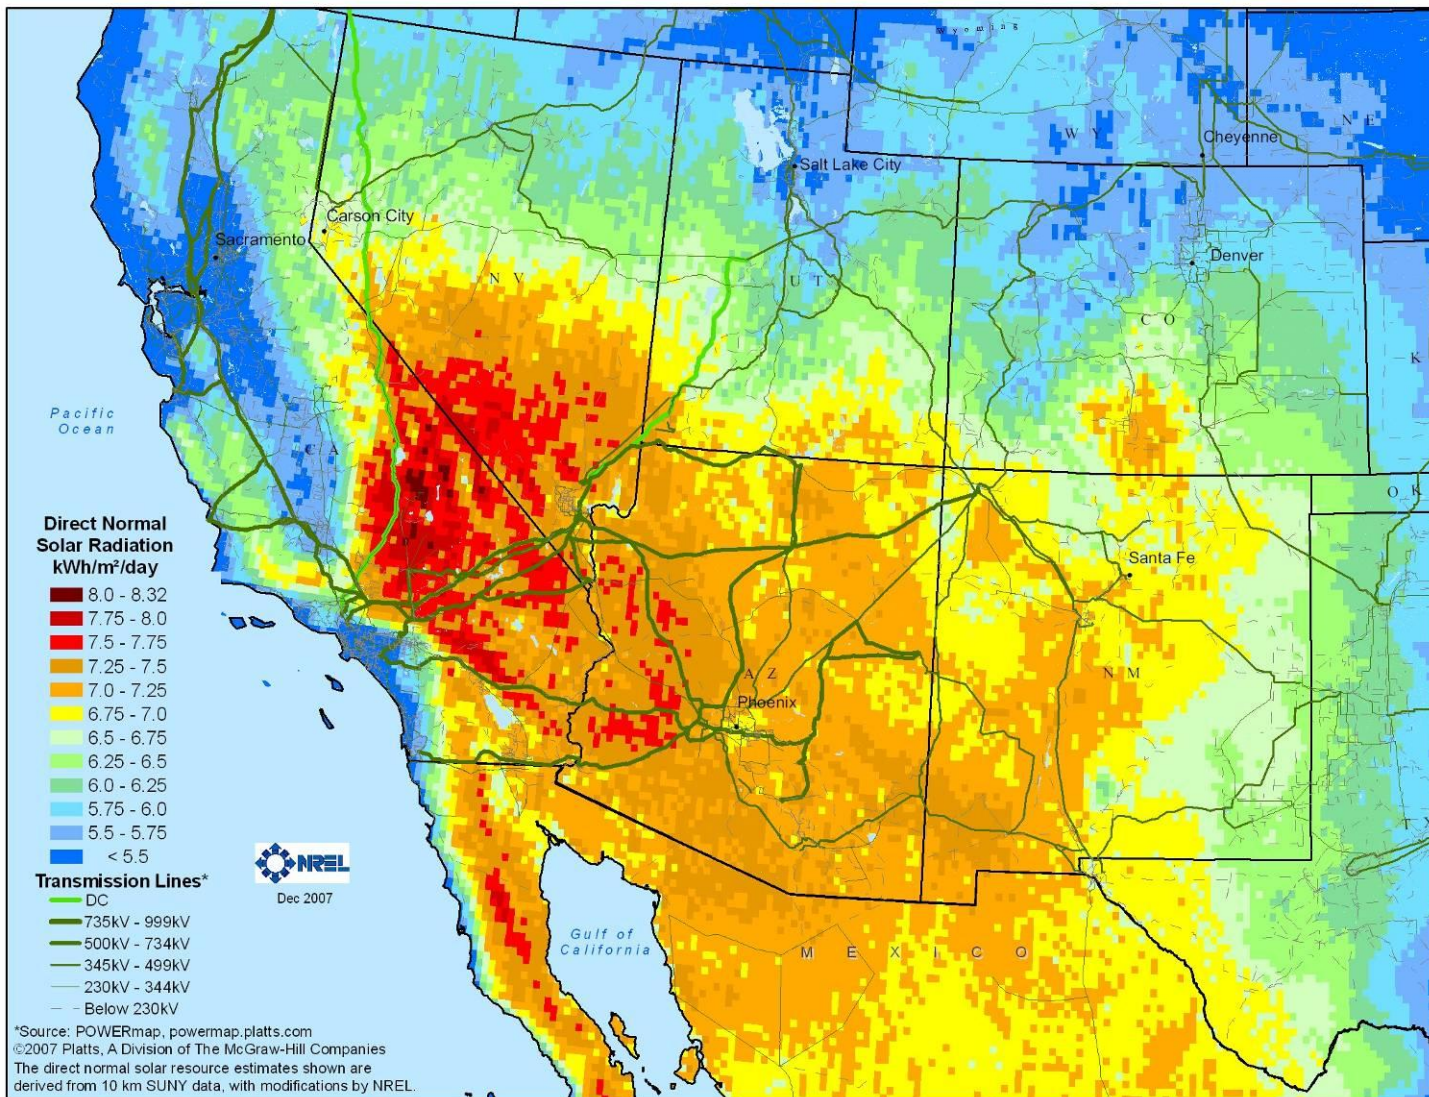 Wyoming
WY
NE
Cheyenne
Salt Lake City
Carson City
Sacramento
Denver
NV
UT
CO
K
Pacific
Ocean
CA
OK
Direct Normal
Solar Radiation
kWh/m²/day
8.0 - 8.32
7.75 - 8.0
7.5 - 7.75
7.25 - 7.5
7.0 - 7.25
6.75 - 7.0
6.5 - 6.75
6.25 - 6.5
6.0 - 6.25
5.75 - 6.0
5.5 - 5.75
< 5.5
Santa Fe
AZ
NM
Phoenix
TX
Transmission Lines*
DC
735kV - 999kV
500kV - 734kV
345kV - 499kV
230kV - 344kV
Below 230kV
NREL
Dec 2007
Gulf of
California
MEXICO
*Source: POWERmap, powermap.platts.com
©2007 Platts, A Division of The McGraw-Hill Companies
The direct normal solar resource estimates shown are
derived from 10 km SUNY data, with modifications by NREL.